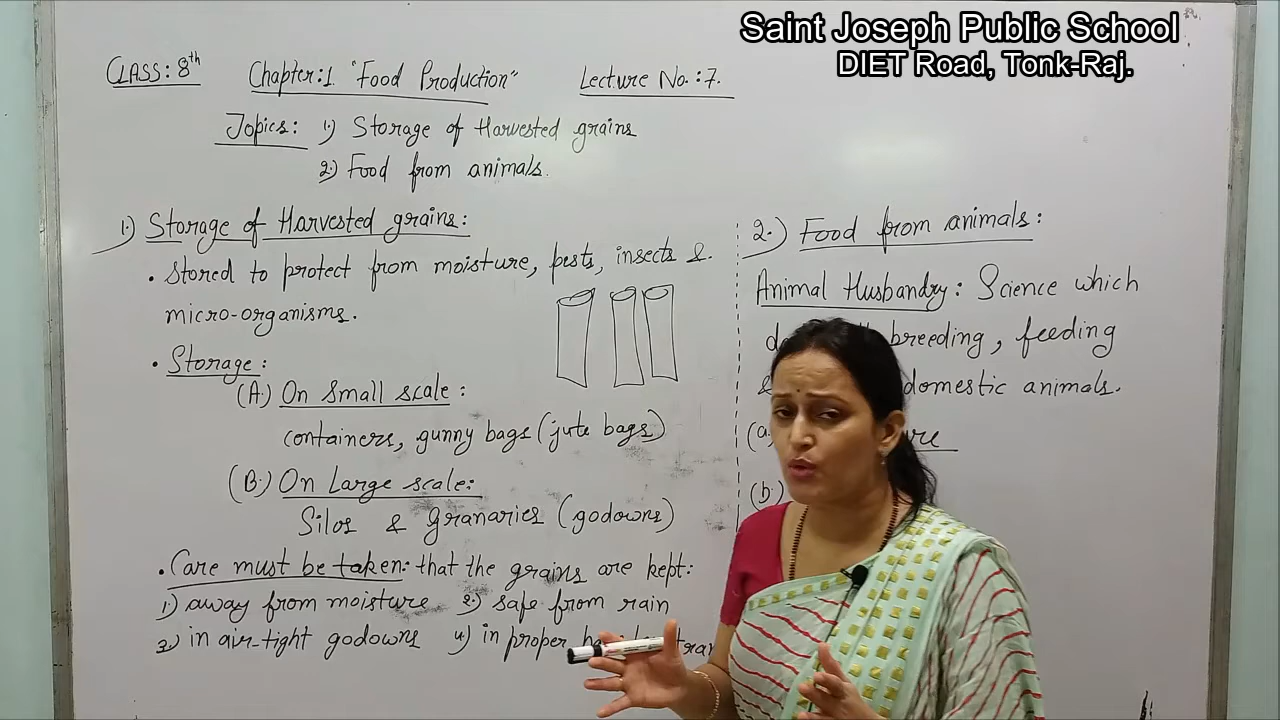 Saint Joseph Public School
DIET Road, Tonk-Raj.
CLASS: 8th Chapter:1 "Food Production" Lecture No.:7.
Topics: 1) Storage of Harvested grains
2) Food from animals.
1.) Storage of Harvested grains:
• Stored to protect from moisture, pests, insects &
micro-organisms.
• Storage:
(A.) On Small scale:
containers, gunny bags (jute bags)
(B.) On Large scale:
Silos & granaries (godowns)
• Care must be taken: that the grains are kept:
1) away from moisture 2.) safe from rain
3) in air-tight godowns 4) in proper
2.) Food from animals:
Animal Husbandry: Science which
breeding, feeding
& domestic animals.
(a)
(b.)